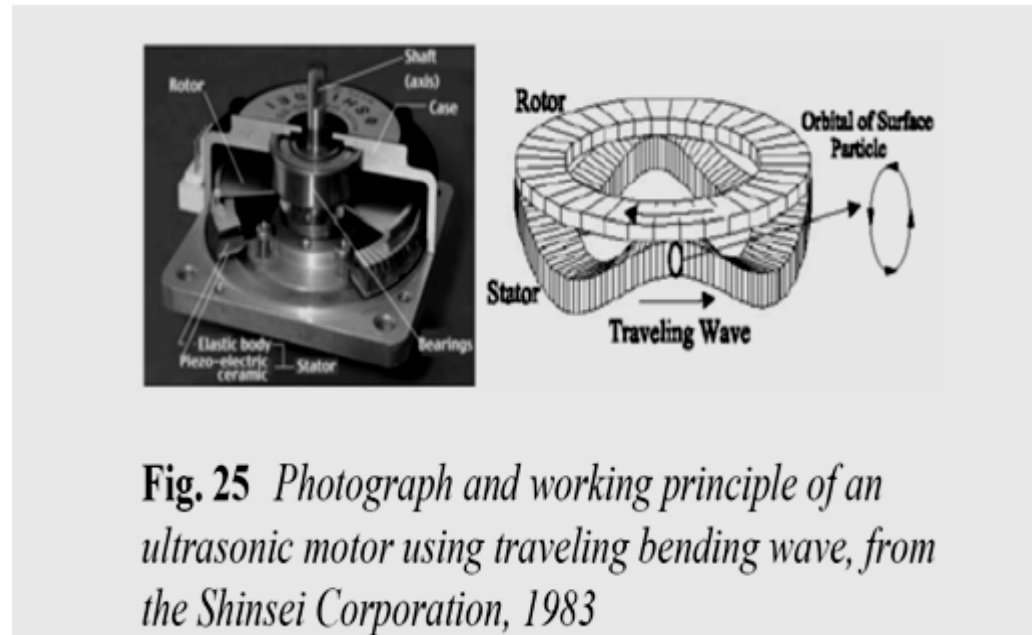 Shaft
(axis)
Rotor
Case
Bearings
Elastic body
Piezo-electric
ceramic
Stator
Rotor
Orbital of Surface
Particle
Stator
Traveling Wave
Fig. 25 Photograph and working principle of an
ultrasonic motor using traveling bending wave, from
the Shinsei Corporation, 1983